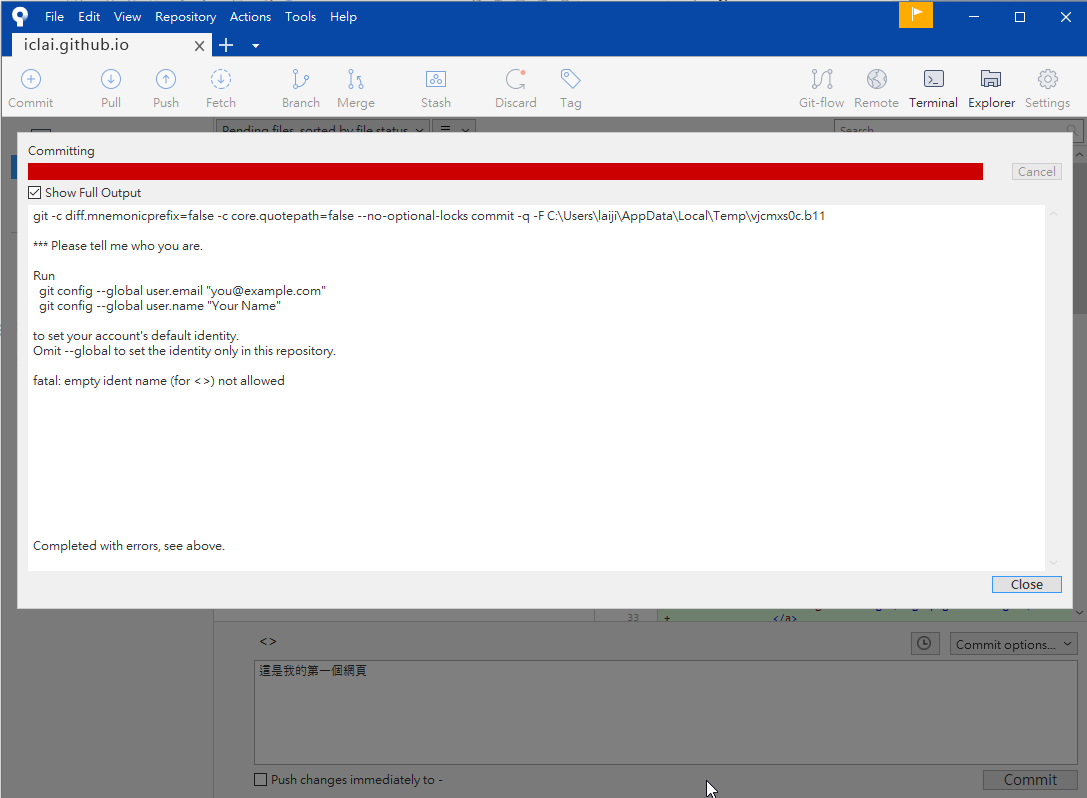 File Edit View Repository Actions Tools Help
iclai.github.io
Commit Pull Push Fetch Branch Merge Stash Discard Tag Git-flow Remote Terminal Explorer Settings
Pending files, sorted by file status Search
Committing
Cancel
Show Full Output
git -c diff.mnemonicprefix=false -c core.quotepath=false --no-optional-locks commit -q -F C:\Users\laiji\AppData\Local\Temp\vjcmxs0c.b11
*** Please tell me who you are.
Run
git config --global user.email "you@example.com"
git config --global user.name "Your Name"
to set your account's default identity.
Omit --global to set the identity only in this repository.
fatal: empty ident name (for <>) not allowed
Completed with errors, see above.
Close
33 + </a>
<> Commit options...
這是我的第一個網頁
Push changes immediately to -
Commit